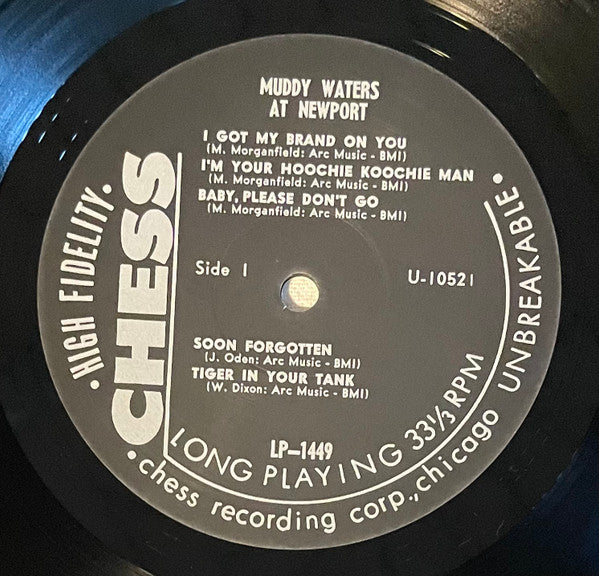 MUDDY WATERS
AT NEWPORT
I GOT MY BRAND ON YOU
(M. Morganfield: Arc Music - BMI)
I'M YOUR HOOCHIE KOOCHIE MAN
(M. Morganfield: Arc Music - BMI)
BABY, PLEASE DON'T GO
(M. Morganfield: Arc Music - BMI)
Side 1
U-10521
SOON FORGOTTEN
(J. Oden: Arc Music - BMI)
TIGER IN YOUR TANK
(W. Dixon: Arc Music - BMI)
LP-1449
• HIGH FIDELITY •
CHESS
LONG PLAYING 33⅓ RPM
• chess recording corp., chicago UNBREAKABLE •